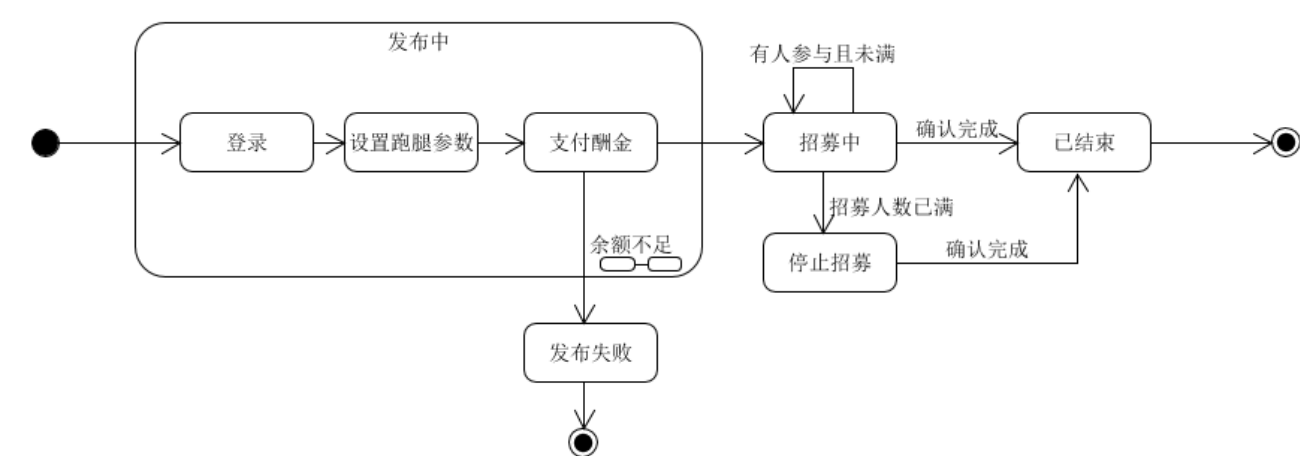 发布中
有人参与且未满
登录
设置跑腿参数
支付酬金
招募中
确认完成
已结束
招募人数已满
余额不足
停止招募
确认完成
发布失败